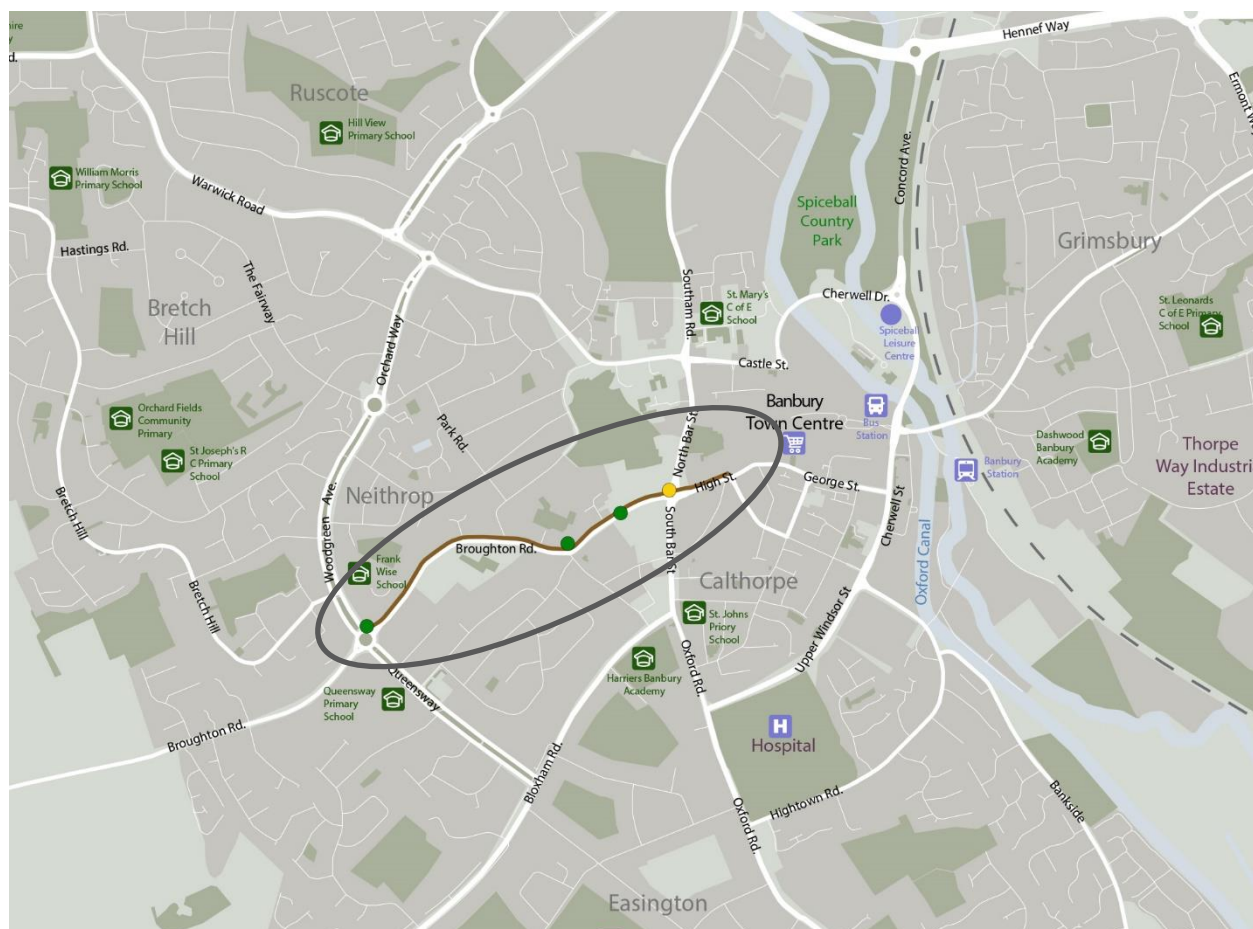 hire
y
d.
Hennef Way
Ermont W
Ruscote
Hill View
Primary School
William Morris
Primary School
Warwick Road
Concord Ave.
Spiceball
Country
Park
Grimsbury
Hastings Rd.
The Fairway
Southam Rd.
St. Mary's
C of E
School
Cherwell Dr.
St. Leonards
C of E Primary
School
Bretch
Hill
Orchard Way
Spiceball
Leisure
Centre
Castle St.
Banbury
Town Centre
Bus
Station
Orchard Fields
Community
Primary
Park Rd.
North Bar St
Dashwood
Banbury
Academy
Thorpe
Way Industri
Estate
St Joseph's R
C Primary
School
Banbury
Station
Neithrop
High St.
George St.
Cherwell St
Bretch Hill
Woodgreen Ave.
Broughton Rd.
South Bar St
Oxford Canal
Frank
Wise
School
Calthorpe
Bretch Hill
St. Johns
Priory
School
Upper Windsor St
Queensway
Harriers Banbury
Academy
Oxford Rd.
Queensway
Primary
School
Broughton Rd.
H
Hospital
Bloxham Rd.
Hightown Rd.
Oxford Rd.
Bankside
Easington